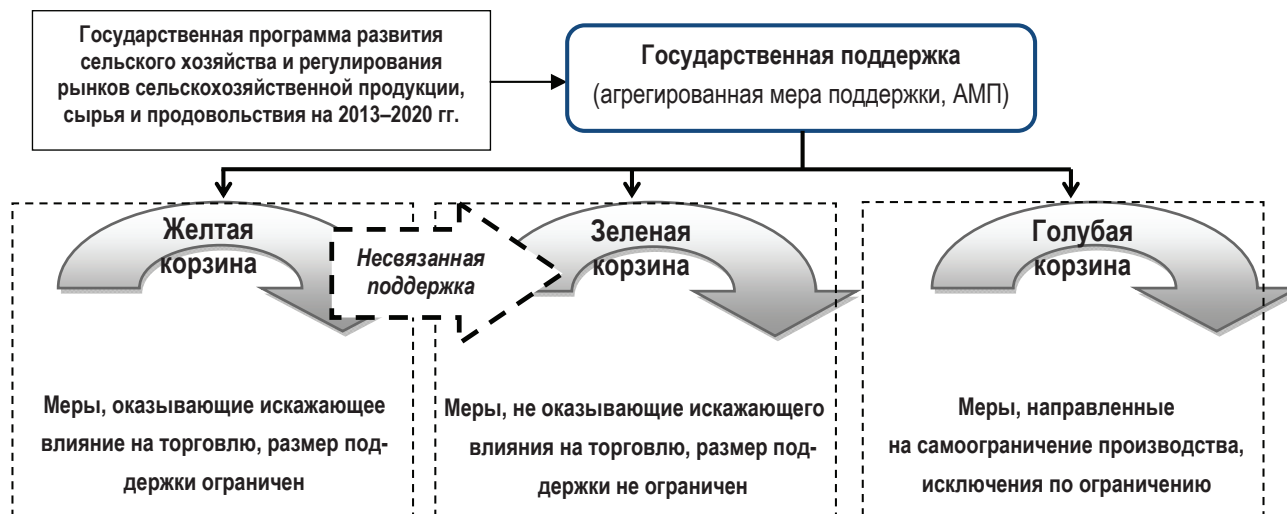 Государственная программа развития
сельского хозяйства и регулирования
рынков сельскохозяйственной продукции,
сырья и продовольствия на 2013–2020 гг.
Государственная поддержка
(агрегированная мера поддержки, АМП)
Желтая
корзина
Несвязанная
поддержка
Зеленая
корзина
Голубая
корзина
Меры, оказывающие искажающее
влияние на торговлю, размер под-
держки ограничен
Меры, не оказывающие искажающего
влияния на торговлю, размер под-
держки не ограничен
Меры, направленные
на самоограничение производства,
исключения по ограничению